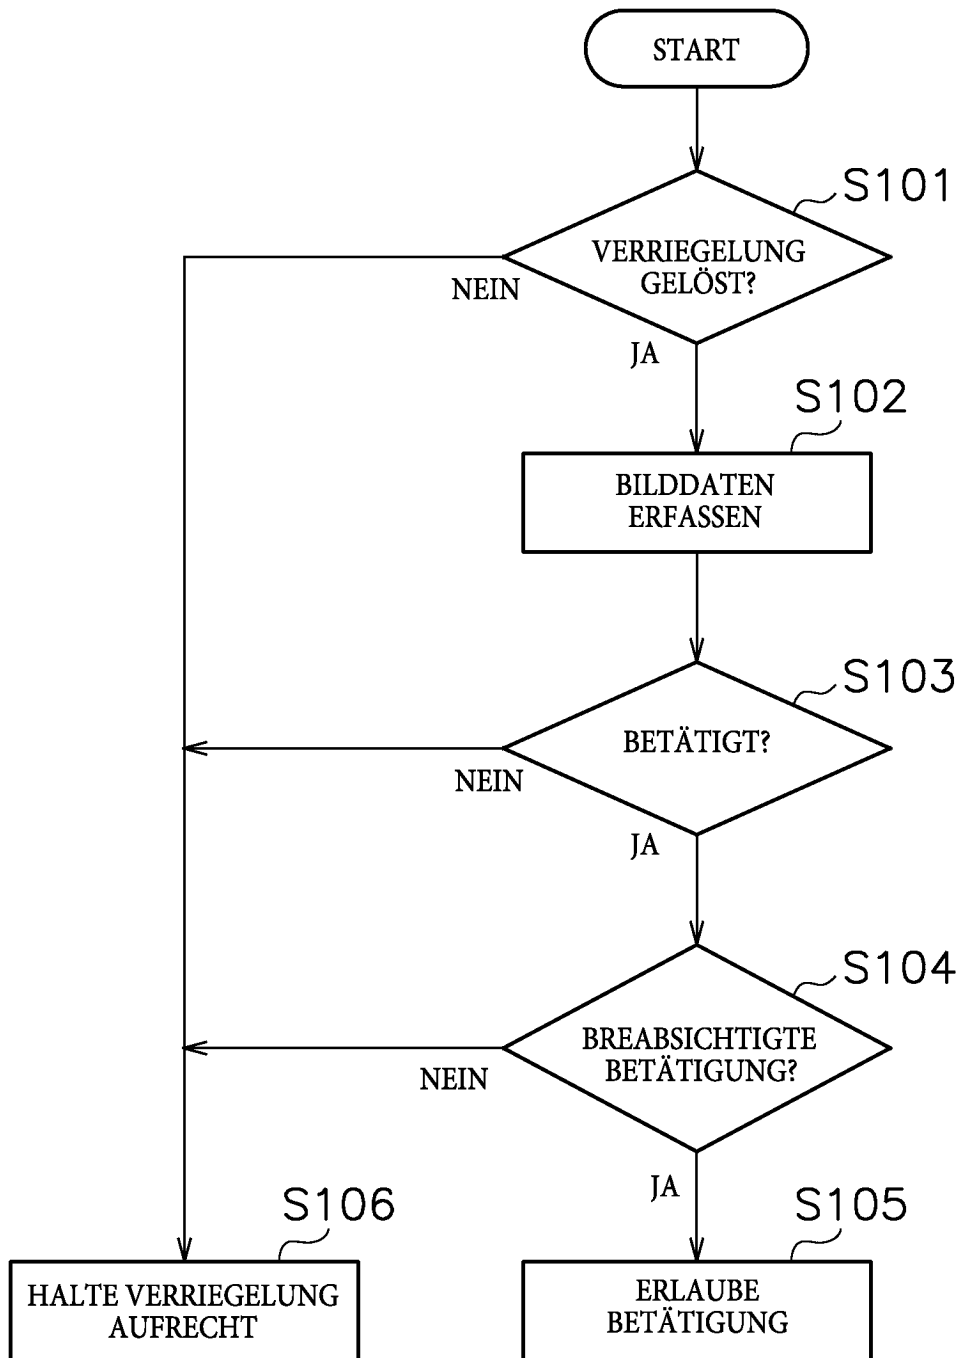 START
S101
VERRIEGELUNG
GELÖST?
NEIN
JA
S102
BILDDATEN
ERFASSEN
S103
BETÄTIGT?
NEIN
JA
S104
BREABSICHTIGTE
BETÄTIGUNG?
NEIN
JA
S106
S105
HALTE VERRIEGELUNG
AUFRECHT
ERLAUBE
BETÄTIGUNG